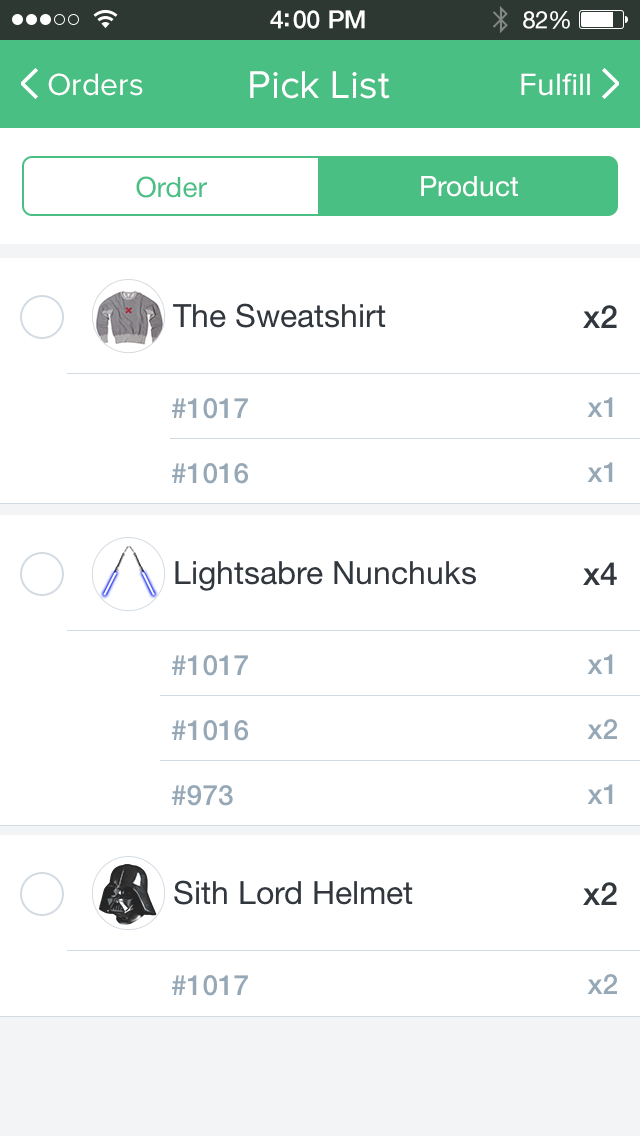 4:00 PM 82%
Orders Pick List Fulfill
Order Product
The Sweatshirt x2
#1017 x1
#1016 x1
Lightsabre Nunchuks x4
#1017 x1
#1016 x2
#973 x1
Sith Lord Helmet x2
#1017 x2